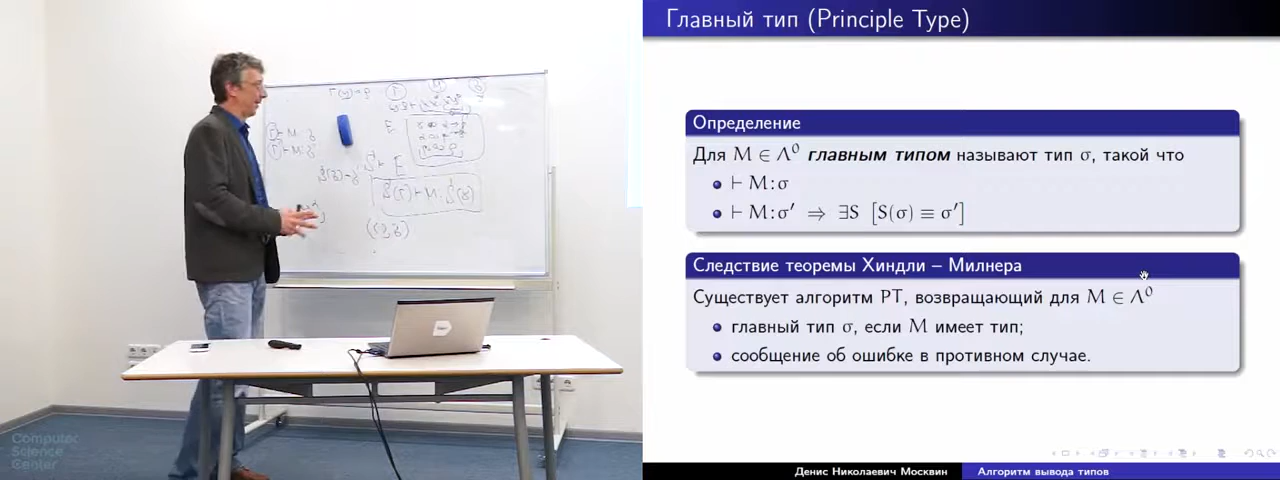 Главный тип (Principle Type)
Определение
Для M ∈ Λ⁰ главным типом называют тип σ, такой что
⊢ M:σ
⊢ M:σ′ ⇒ ∃S [S(σ) ≡ σ′]
Следствие теоремы Хиндли – Милнера
Существует алгоритм PT, возвращающий для M ∈ Λ⁰
главный тип σ, если M имеет тип;
сообщение об ошибке в противном случае.
Computer
Science
Center
Денис Николаевич Москвин
Алгоритм вывода типов